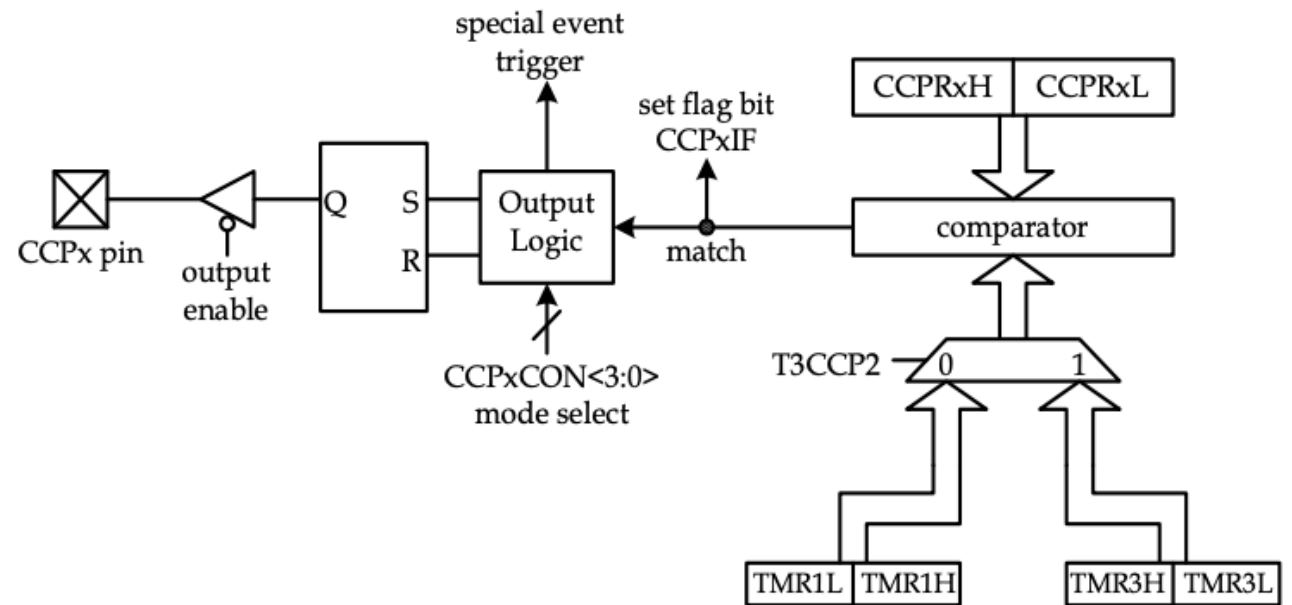 special event
trigger
CCPRxH CCPRxL
set flag bit
CCPxIF
Q S Output
Logic
R
comparator
match
CCPx pin
output
enable
T3CCP2 0 1
CCPxCON<3:0>
mode select
TMR1L TMR1H TMR3H TMR3L